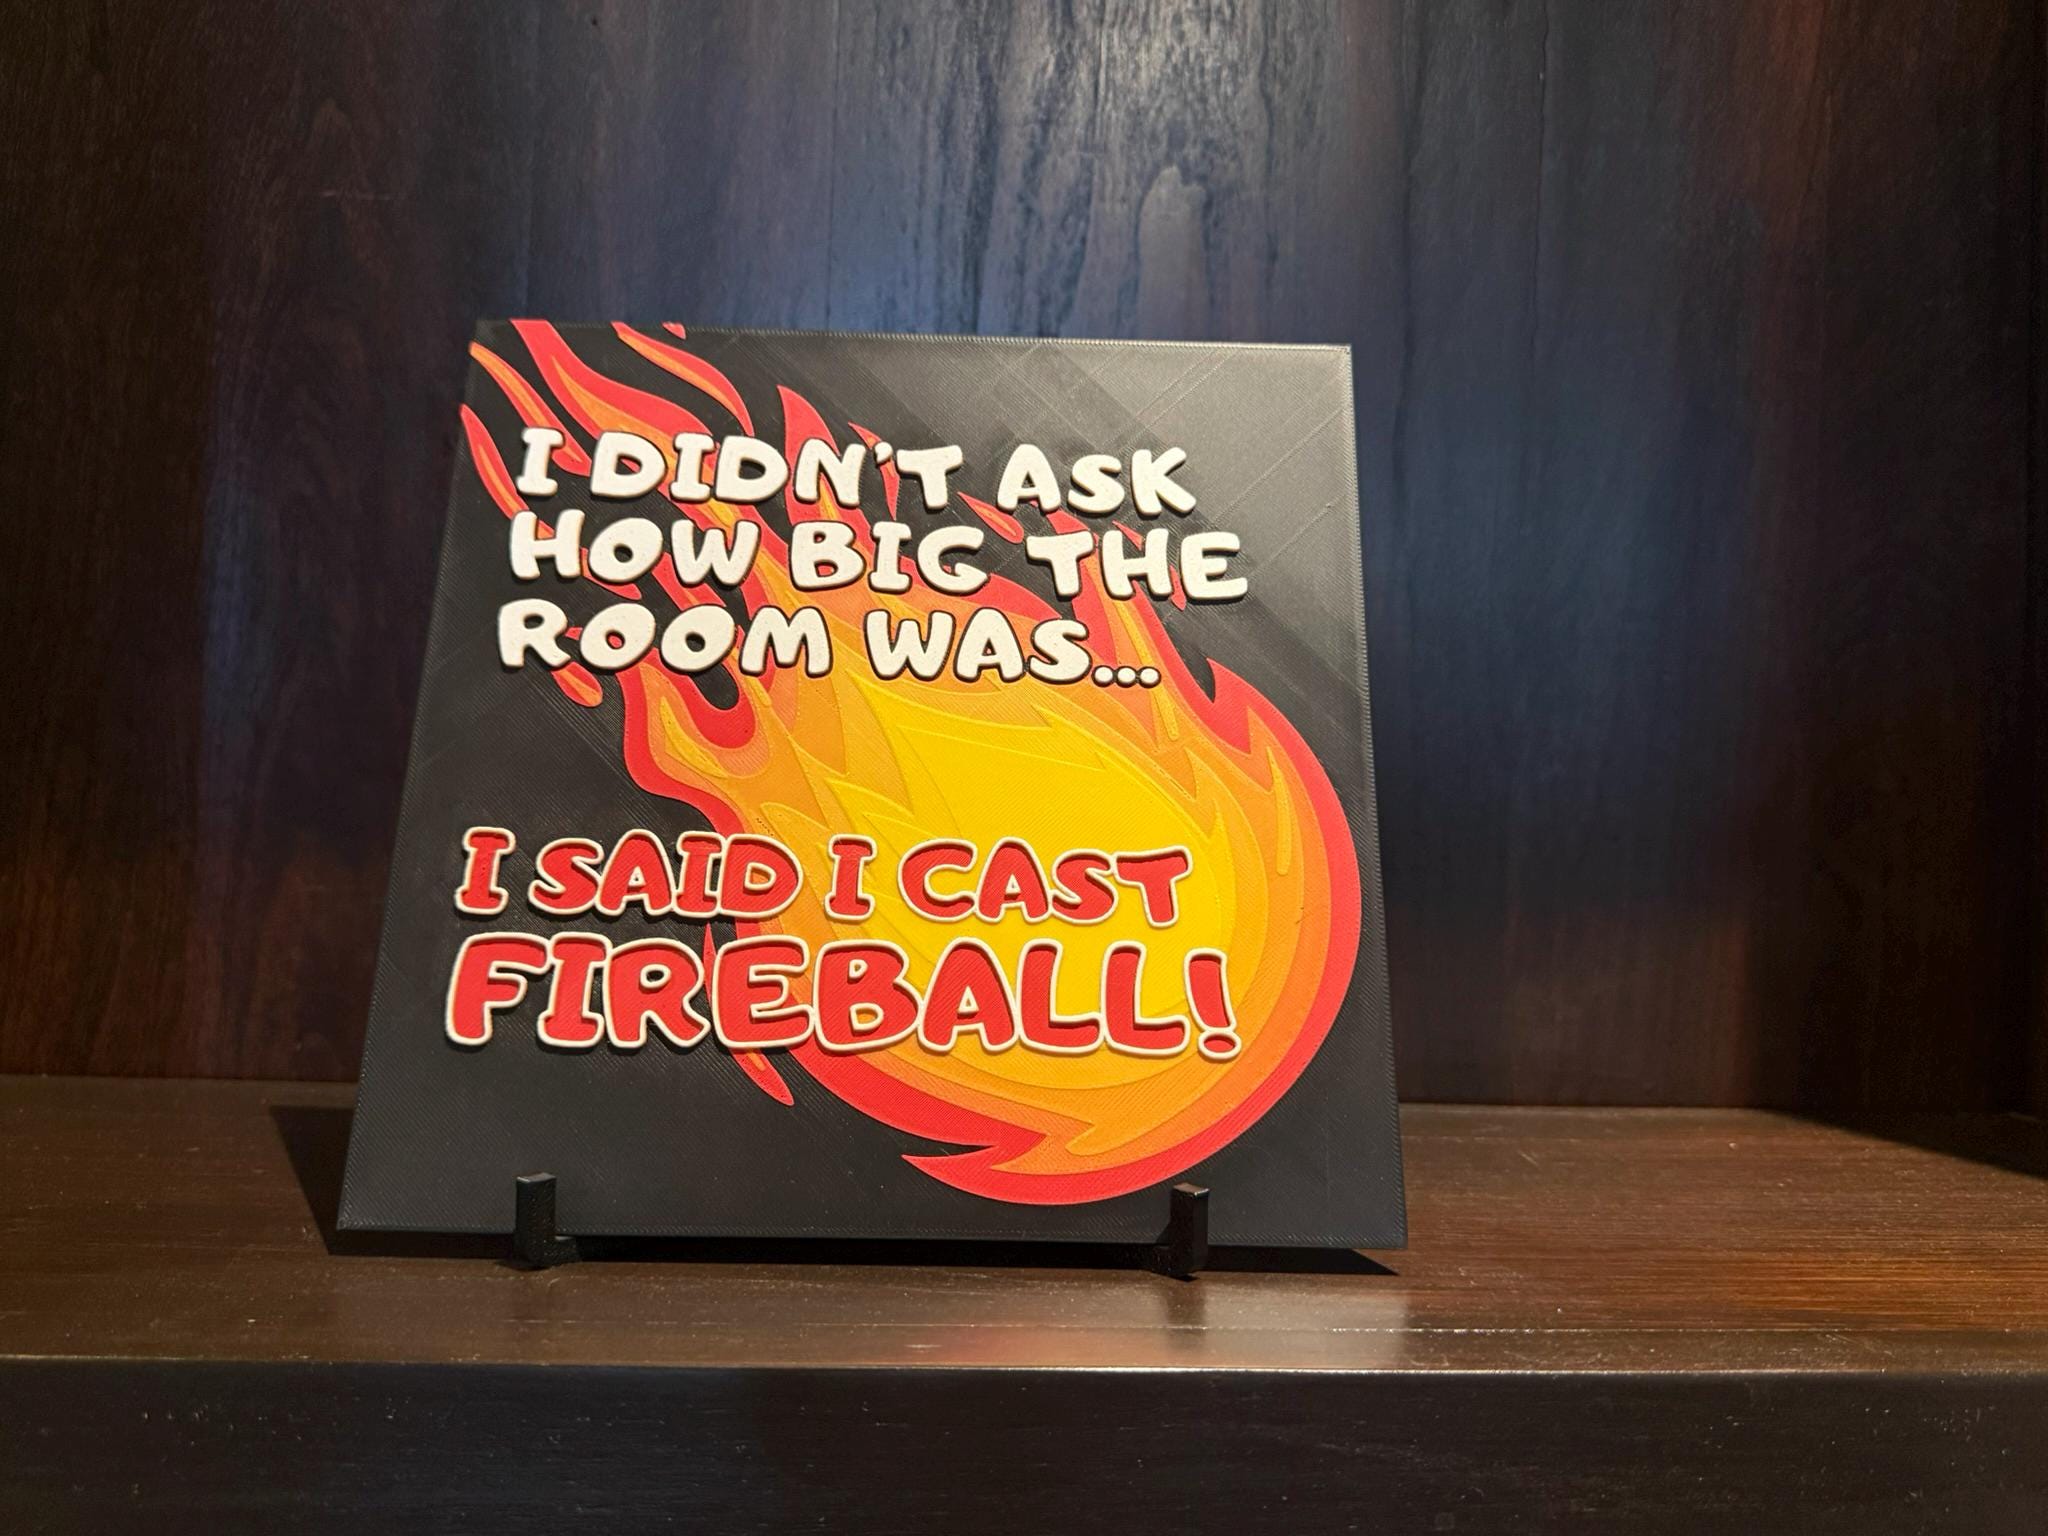 I DIDN'T ASK
HOW BIG THE
ROOM WAS...
I SAID I CAST
FIREBALL!